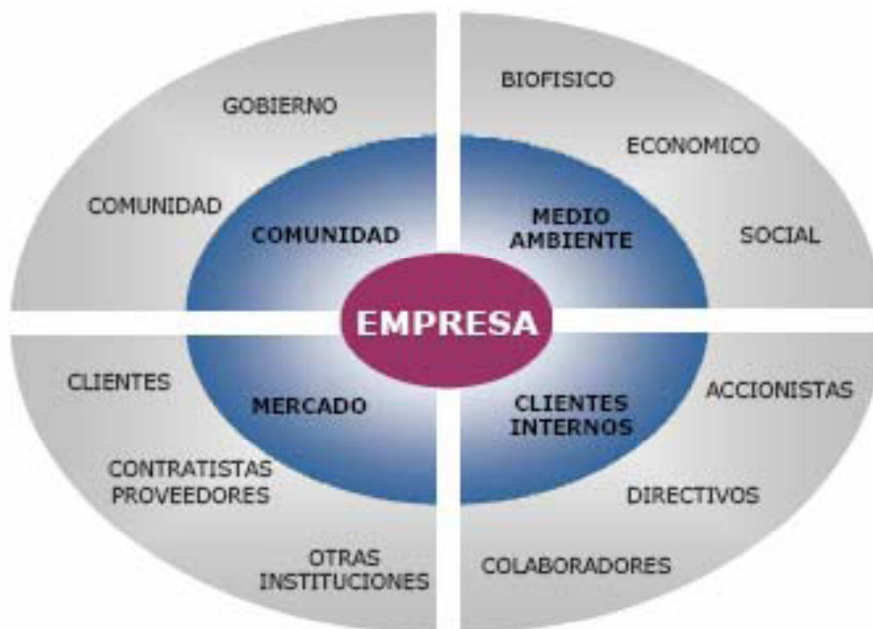 GOBIERNO
COMUNIDAD
COMUNIDAD
BIOFISICO
ECONOMICO
SOCIAL
MEDIO
AMBIENTE
EMPRESA
CLIENTES
MERCADO
CONTRATISTAS
PROVEEDORES
OTRAS
INSTITUCIONES
CLIENTES
INTERNOS
ACCIONISTAS
DIRECTIVOS
COLABORADORES